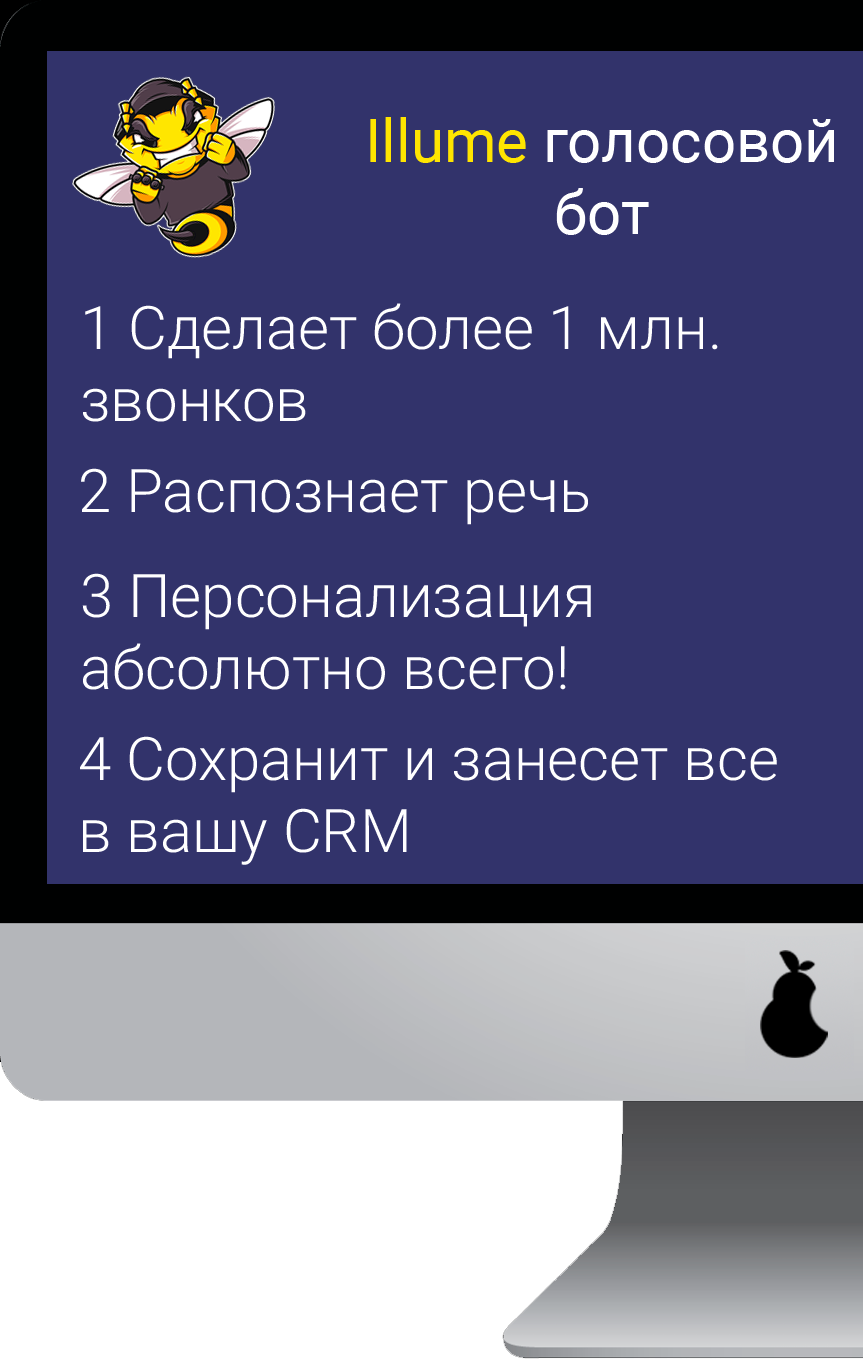 Illume голосовой
бот
1 Сделает более 1 млн.
звонков
2 Распознает речь
3 Персонализация
абсолютно всего!
4 Сохранит и занесет все
в вашу CRM